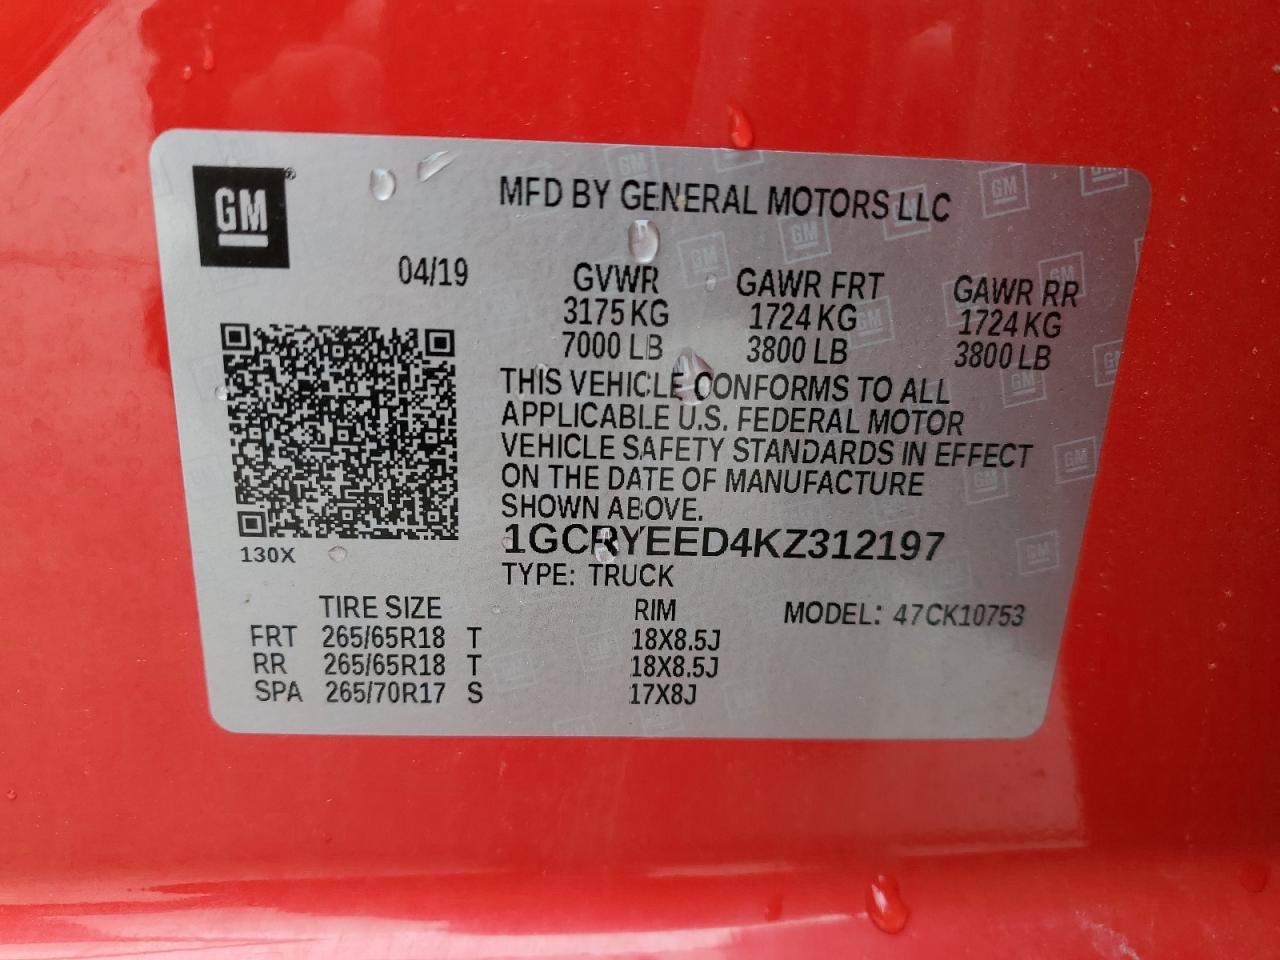 GM
MFD BY GENERAL MOTORS LLC
04/19
GVWR GAWR FRT GAWR RR
3175 KG 1724 KG 1724 KG
7000 LB 3800 LB 3800 LB
THIS VEHICLE CONFORMS TO ALL
APPLICABLE U.S. FEDERAL MOTOR
VEHICLE SAFETY STANDARDS IN EFFECT
ON THE DATE OF MANUFACTURE
SHOWN ABOVE.
1GCRYEED4KZ312197
130X
TYPE: TRUCK
TIRE SIZE RIM MODEL: 47CK10753
FRT 265/65R18 T 18X8.5J
RR 265/65R18 T 18X8.5J
SPA 265/70R17 S 17X8J